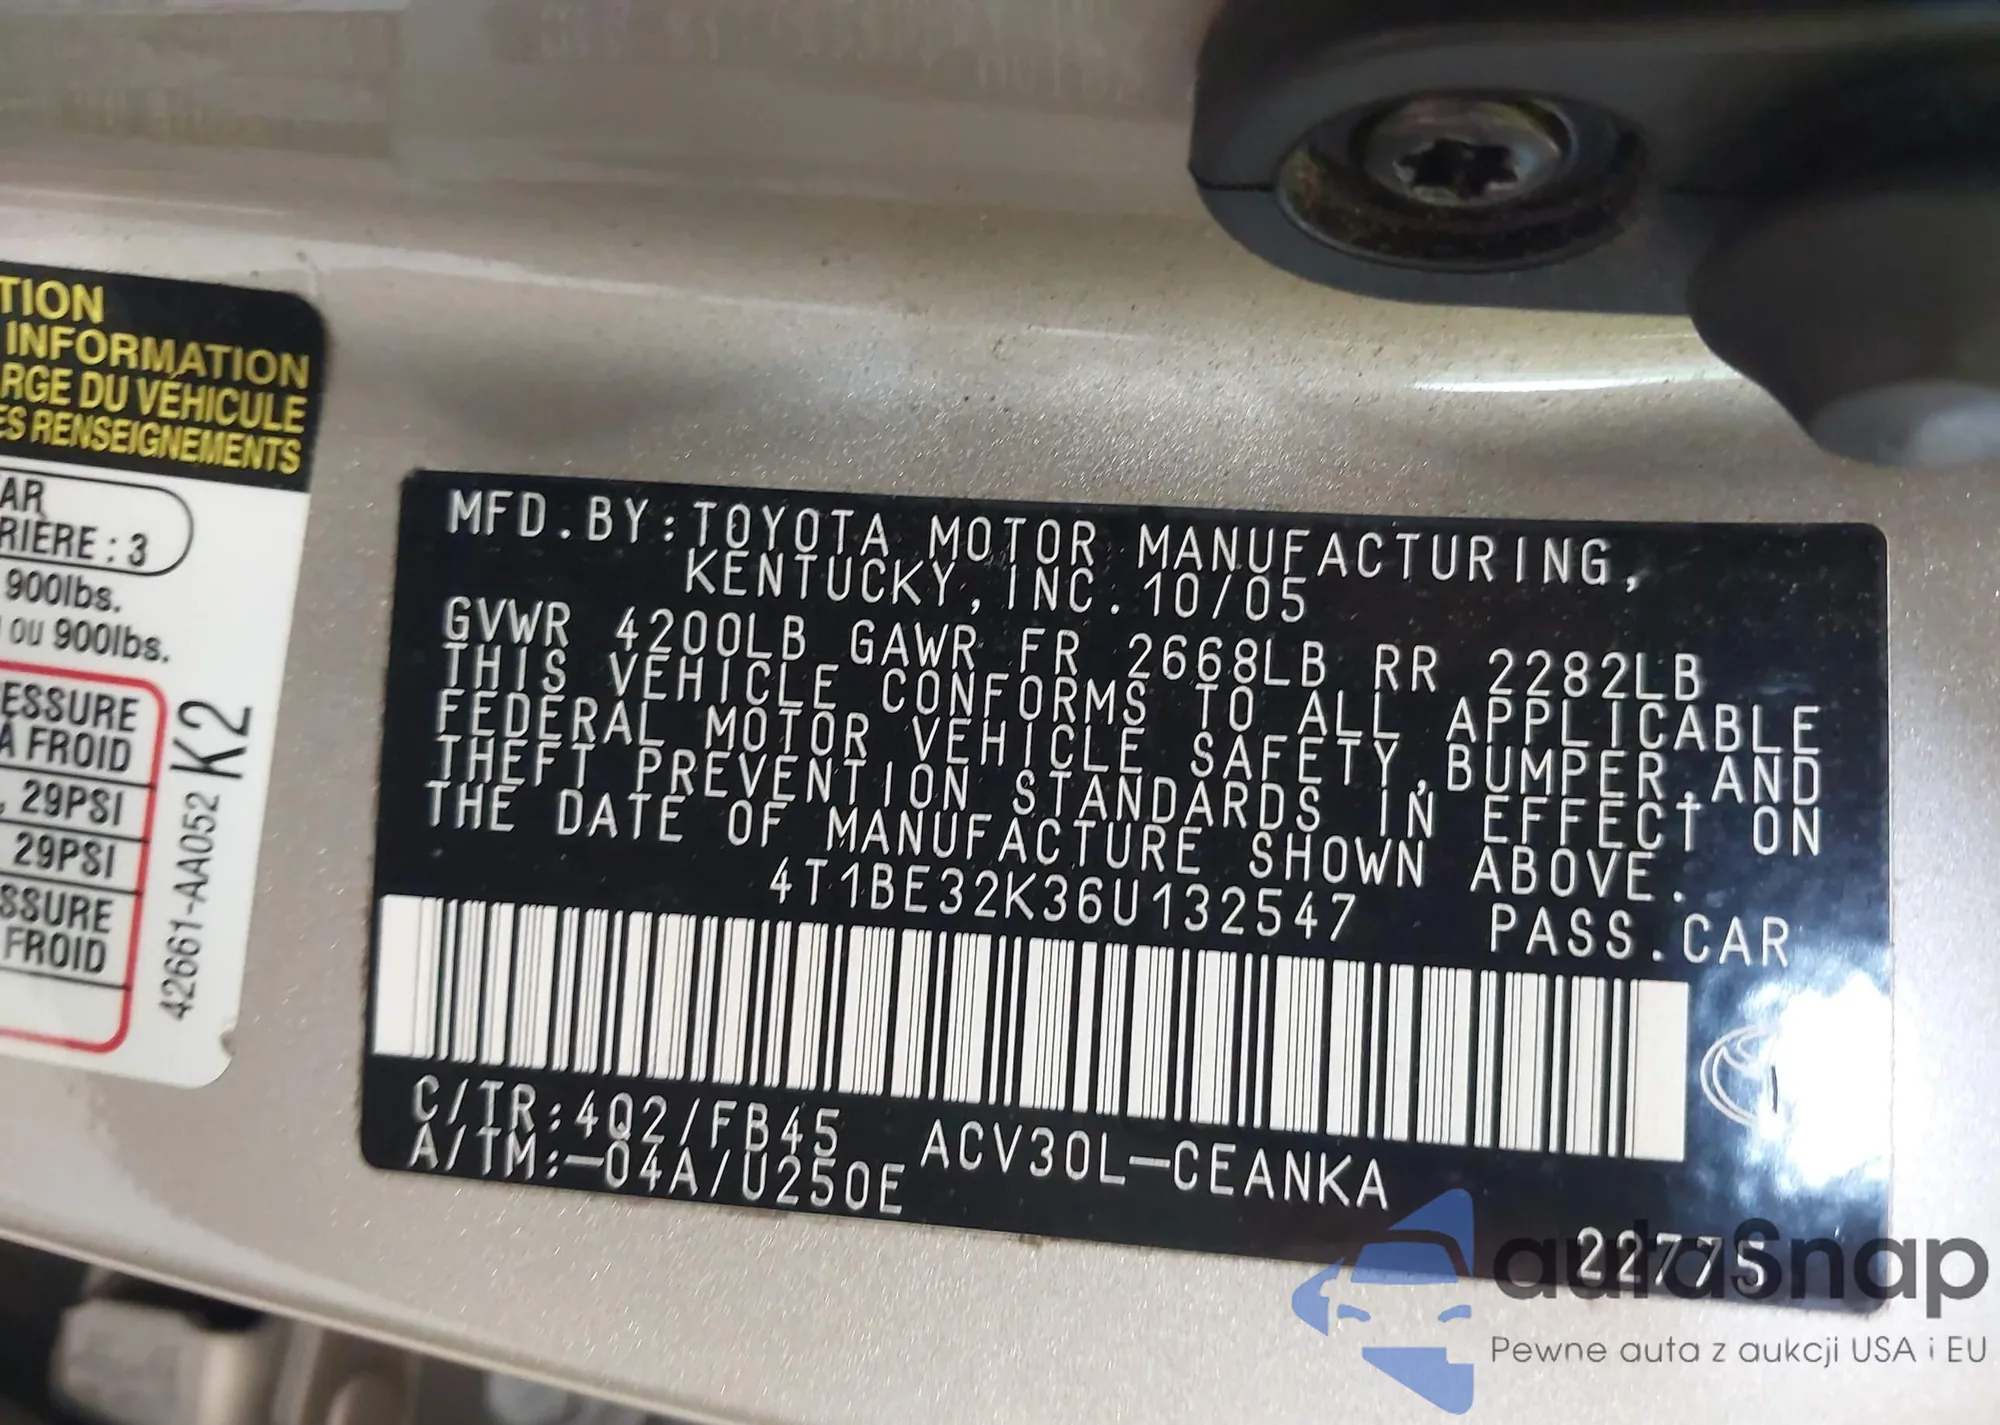 TION
INFORMATION
RGE DU VÉHICULE
ES RENSEIGNEMENTS
AR
RIÈRE : 3
900lbs.
OU 900lbs.
ESSURE
À FROID
, 29PSI
29PSI
SSURE
FROID
42661-AA052 K2
MFD.BY:TOYOTA MOTOR MANUFACTURING,
KENTUCKY,INC.10/05
GVWR 4200LB GAWR FR 2668LB RR 2282LB
THIS VEHICLE CONFORMS TO ALL APPLICABLE
FEDERAL MOTOR VEHICLE SAFETY,BUMPER,AND
THEFT PREVENTION STANDARDS IN EFFECT ON
THE DATE OF MANUFACTURE SHOWN ABOVE.
4T1BE32K36U132547 PASS.CAR
C/TR:4Q2/FB45 ACV30L-CEANKA
A/TM:-04A/U250E
22775
autoSnap
Pewne auta z aukcji USA i EU